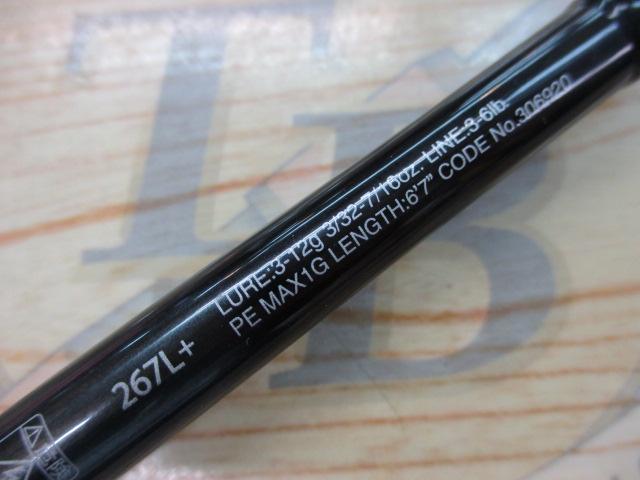 267L+
LURE:3-12g 3/32-7/16oz. LINE:3-6lb.
PE MAX1G LENGTH:6'7" CODE No.306920
TB